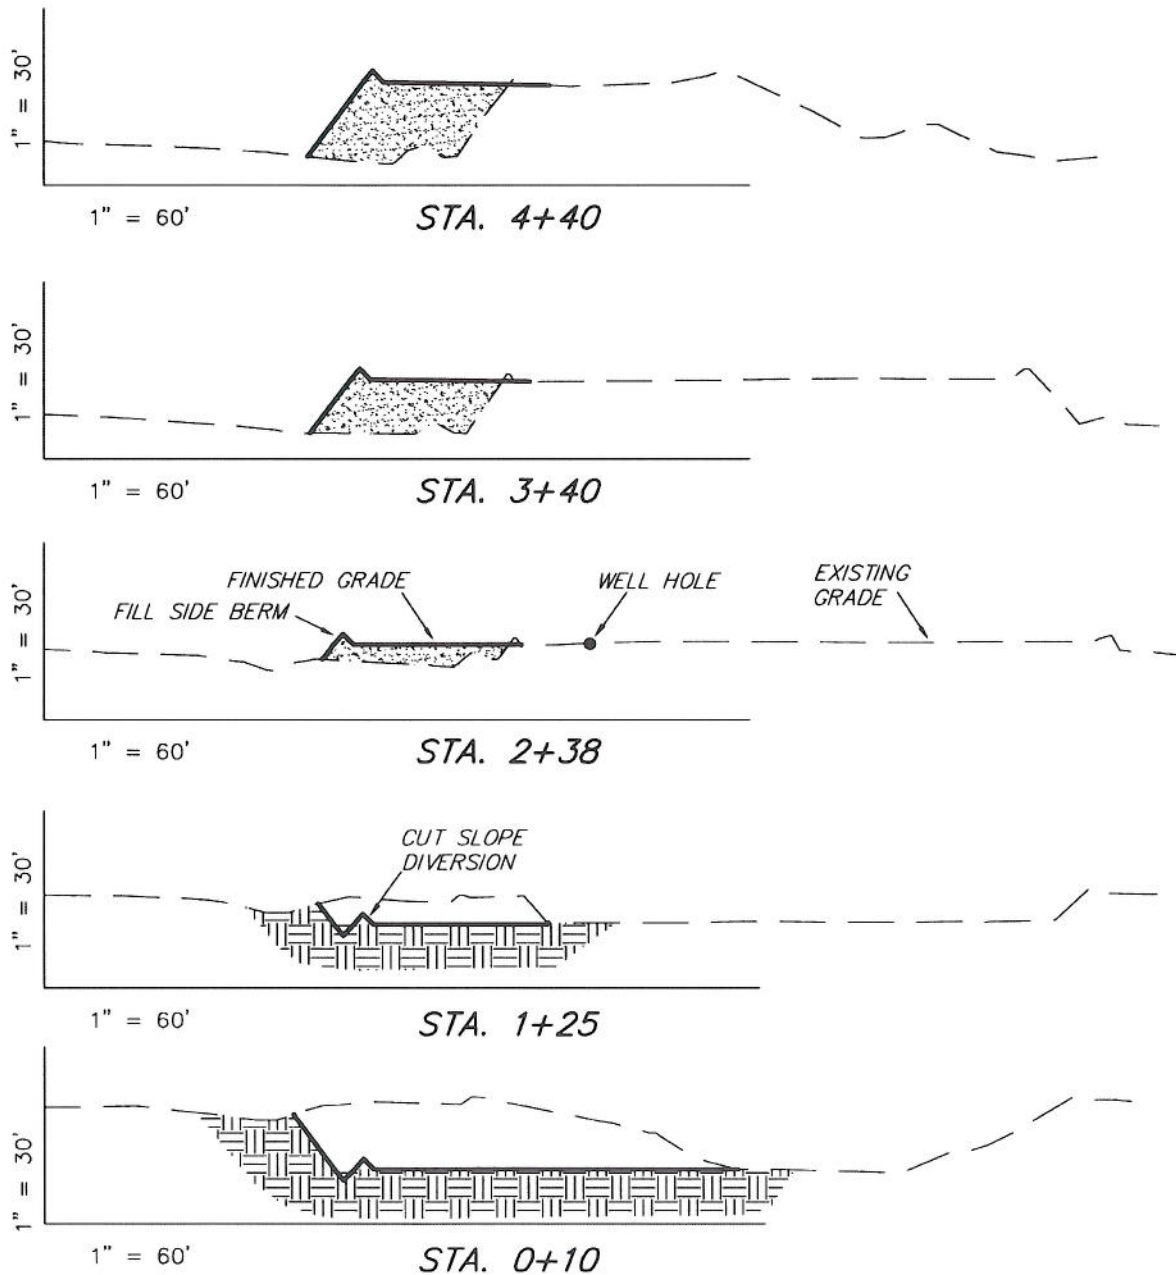 1" = 30'
1" = 60'
STA. 4+40
1" = 30'
1" = 60'
STA. 3+40
1" = 30'
FINISHED GRADE
FILL SIDE BERM
WELL HOLE
EXISTING
GRADE
1" = 60'
STA. 2+38
1" = 30'
CUT SLOPE
DIVERSION
1" = 60'
STA. 1+25
1" = 30'
1" = 60'
STA. 0+10